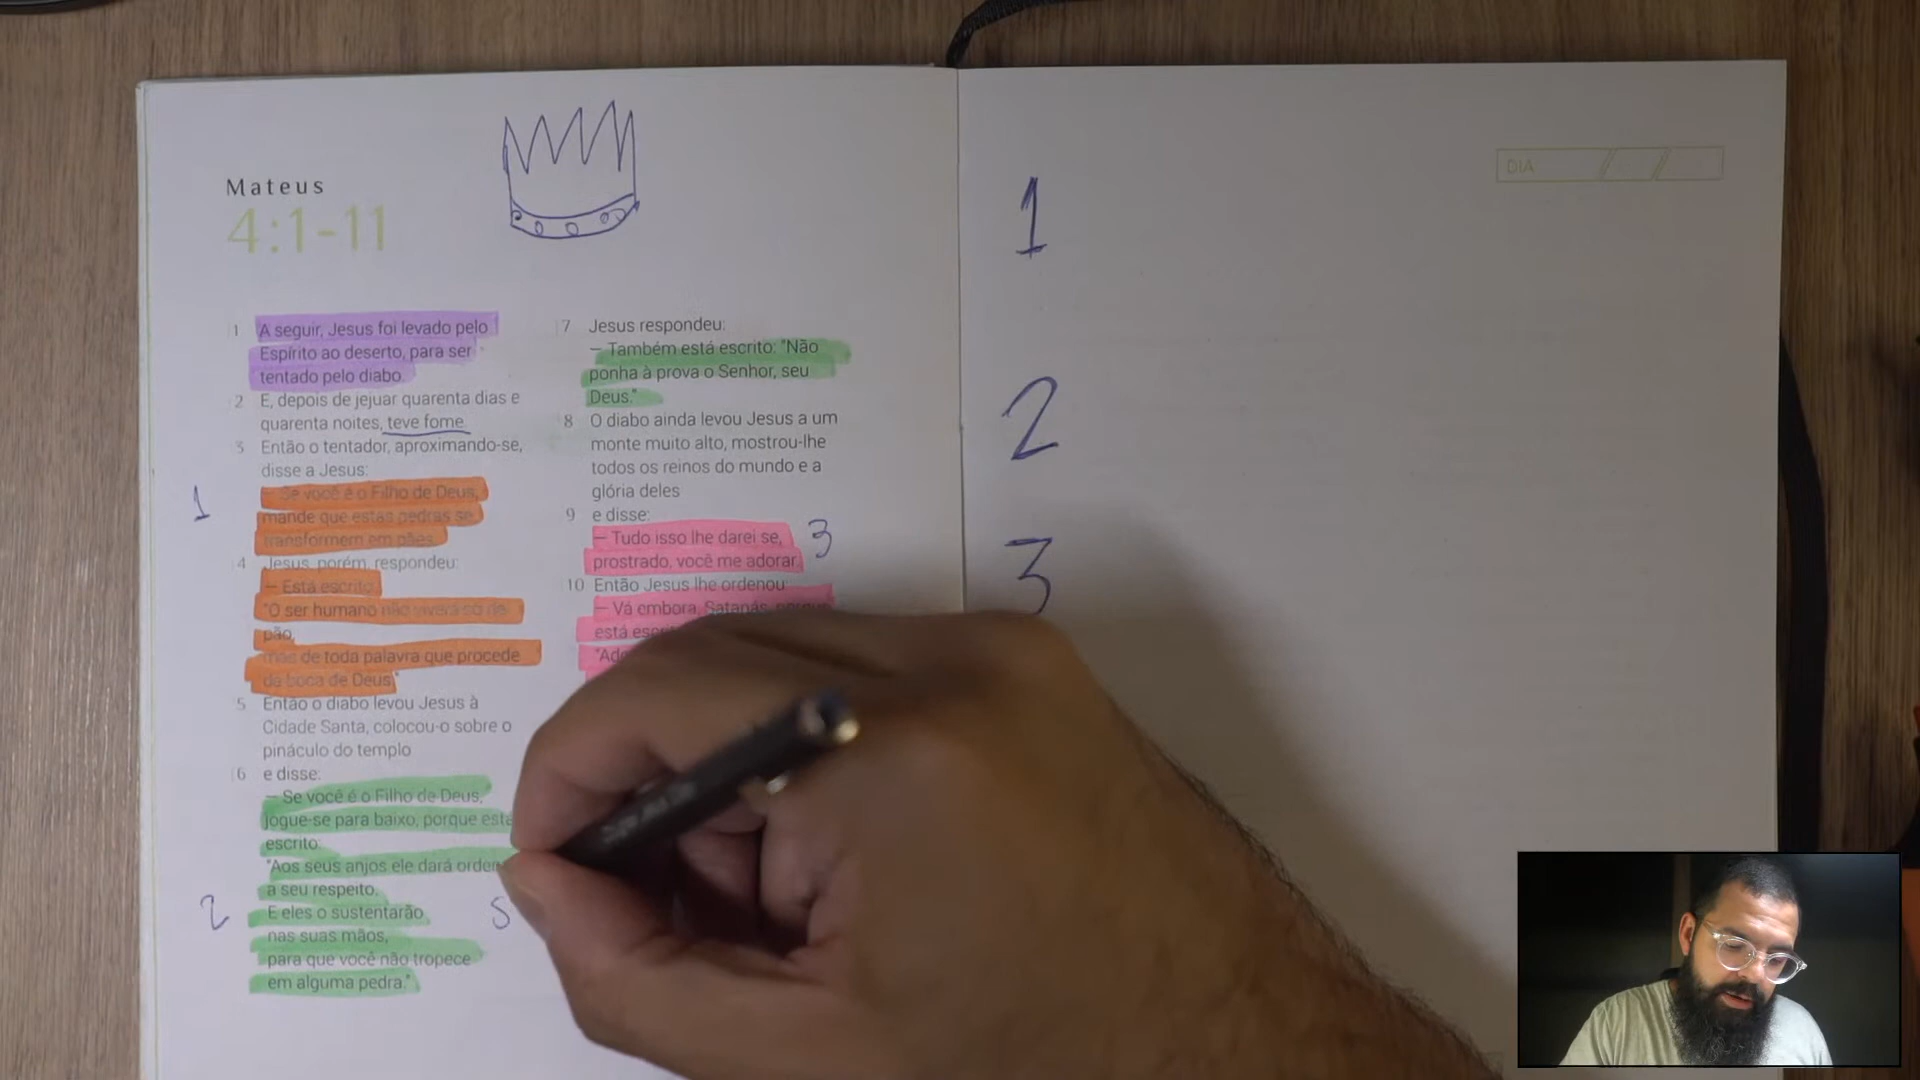 Mateus
4:1-11
1 A seguir, Jesus foi levado pelo
Espírito ao deserto, para ser
tentado pelo diabo.
2 E, depois de jejuar quarenta dias e
quarenta noites, teve fome.
3 Então o tentador, aproximando-se,
disse a Jesus:
1
— Se você é o Filho de Deus,
mande que estas pedras se
transformem em pães.
4 Jesus, porém, respondeu:
— Está escrito:
"O ser humano não viverá só de
pão,
mas de toda palavra que procede
da boca de Deus."
5 Então o diabo levou Jesus à
Cidade Santa, colocou-o sobre o
pináculo do templo
6 e disse:
— Se você é o Filho de Deus,
jogue-se para baixo, porque está
escrito:
"Aos seus anjos ele dará
a seu respeito.
2
E eles o sustentarão
nas suas mãos,
para que você não tropece
em alguma pedra."
S
7 Jesus respondeu:
— Também está escrito: "Não
ponha à prova o Senhor, seu
Deus."
8 O diabo ainda levou Jesus a um
monte muito alto, mostrou-lhe
todos os reinos do mundo e a
glória deles
9 e disse:
— Tudo isso lhe darei se,
prostrado, você me adorar.
3
10 Então Jesus lhe ordenou:
— Vá embora, Satanás, porque
está
DIA
1
2
3